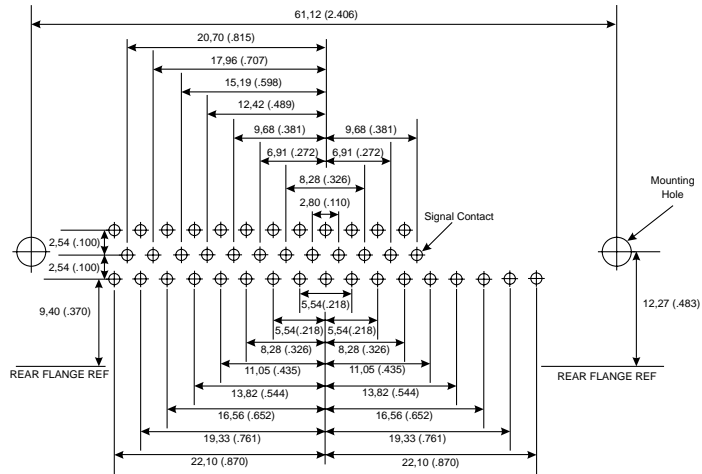 61,12 (2.406)
20,70 (.815)
17,96 (.707)
15,19 (.598)
12,42 (.489)
9,68 (.381) 9,68 (.381)
6,91 (.272) 6,91 (.272)
8,28 (.326)
2,80 (.110)
Mounting
Hole
Signal Contact
2,54 (.100)
2,54 (.100)
9,40 (.370)
12,27 (.483)
5,54(.218)
5,54(.218) 5,54(.218)
8,28 (.326) 8,28 (.326)
REAR FLANGE REF
11,05 (.435) 11,05 (.435)
REAR FLANGE REF
13,82 (.544) 13,82 (.544)
16,56 (.652) 16,56 (.652)
19,33 (.761) 19,33 (.761)
22,10 (.870) 22,10 (.870)